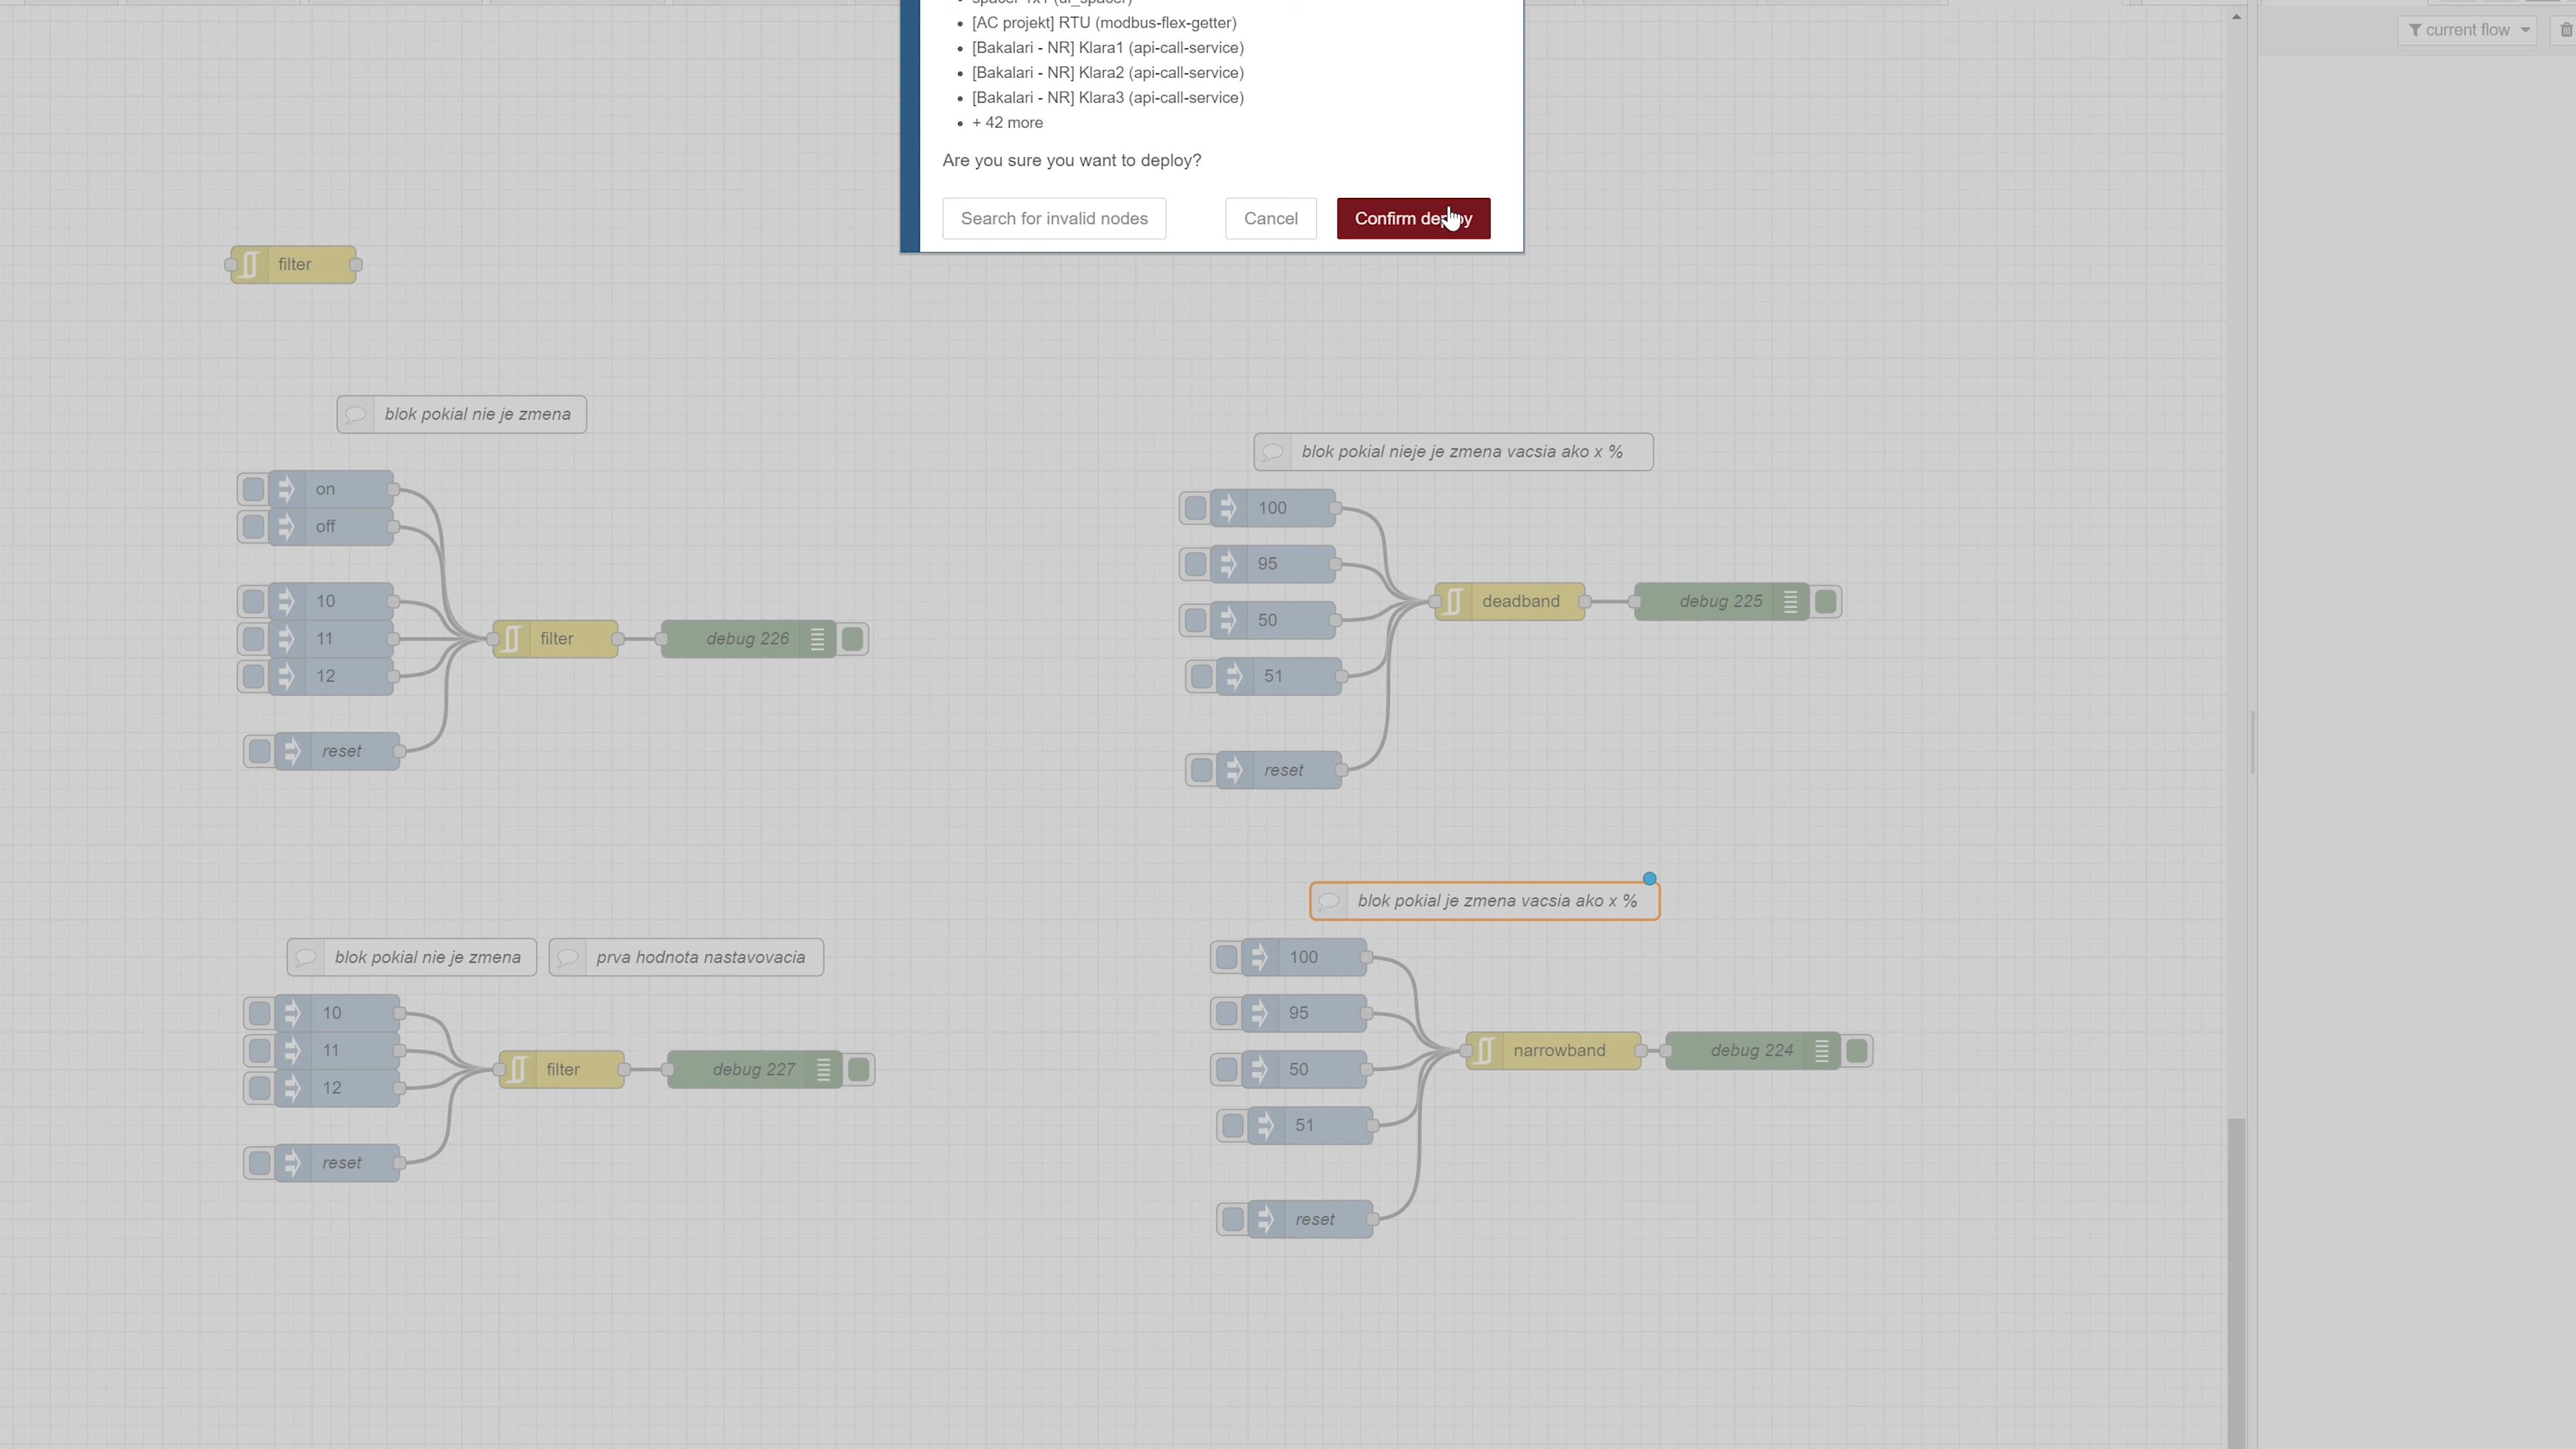 spacer 1x1 (ui_spacer)
[AC projekt] RTU (modbus-flex-getter)
[Bakalari - NR] Klara1 (api-call-service)
[Bakalari - NR] Klara2 (api-call-service)
[Bakalari - NR] Klara3 (api-call-service)
+ 42 more
Are you sure you want to deploy?
Search for invalid nodes
Cancel
Confirm deploy
current flow
filter
blok pokial nie je zmena
on
off
10
11
12
reset
filter
debug 226
blok pokial nieje je zmena vacsia ako x %
100
95
50
51
reset
deadband
debug 225
blok pokial nie je zmena
prva hodnota nastavovacia
10
11
12
reset
filter
debug 227
blok pokial je zmena vacsia ako x %
100
95
50
51
reset
narrowband
debug 224